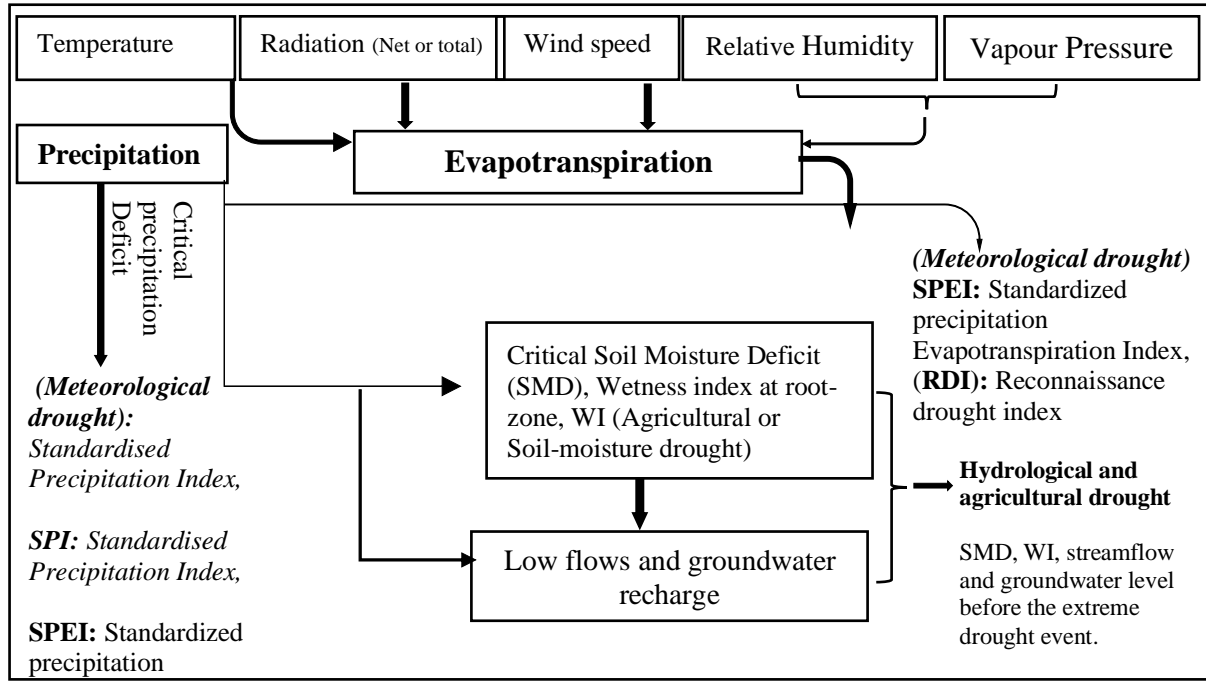 Temperature
Radiation (Net or total)
Wind speed
Relative Humidity
Vapour Pressure
Precipitation
Evapotranspiration
Critical
precipitation
Deficit
(Meteorological
drought):
Standardised
Precipitation Index,
SPI: Standardised
Precipitation Index,
SPEI: Standardized
precipitation
Critical Soil Moisture Deficit
(SMD), Wetness index at root-
zone, WI (Agricultural or
Soil-moisture drought)
Low flows and groundwater
recharge
(Meteorological drought)
SPEI: Standardized
precipitation
Evapotranspiration Index,
(RDI): Reconnaissance
drought index
Hydrological and
agricultural drought
SMD, WI, streamflow
and groundwater level
before the extreme
drought event.